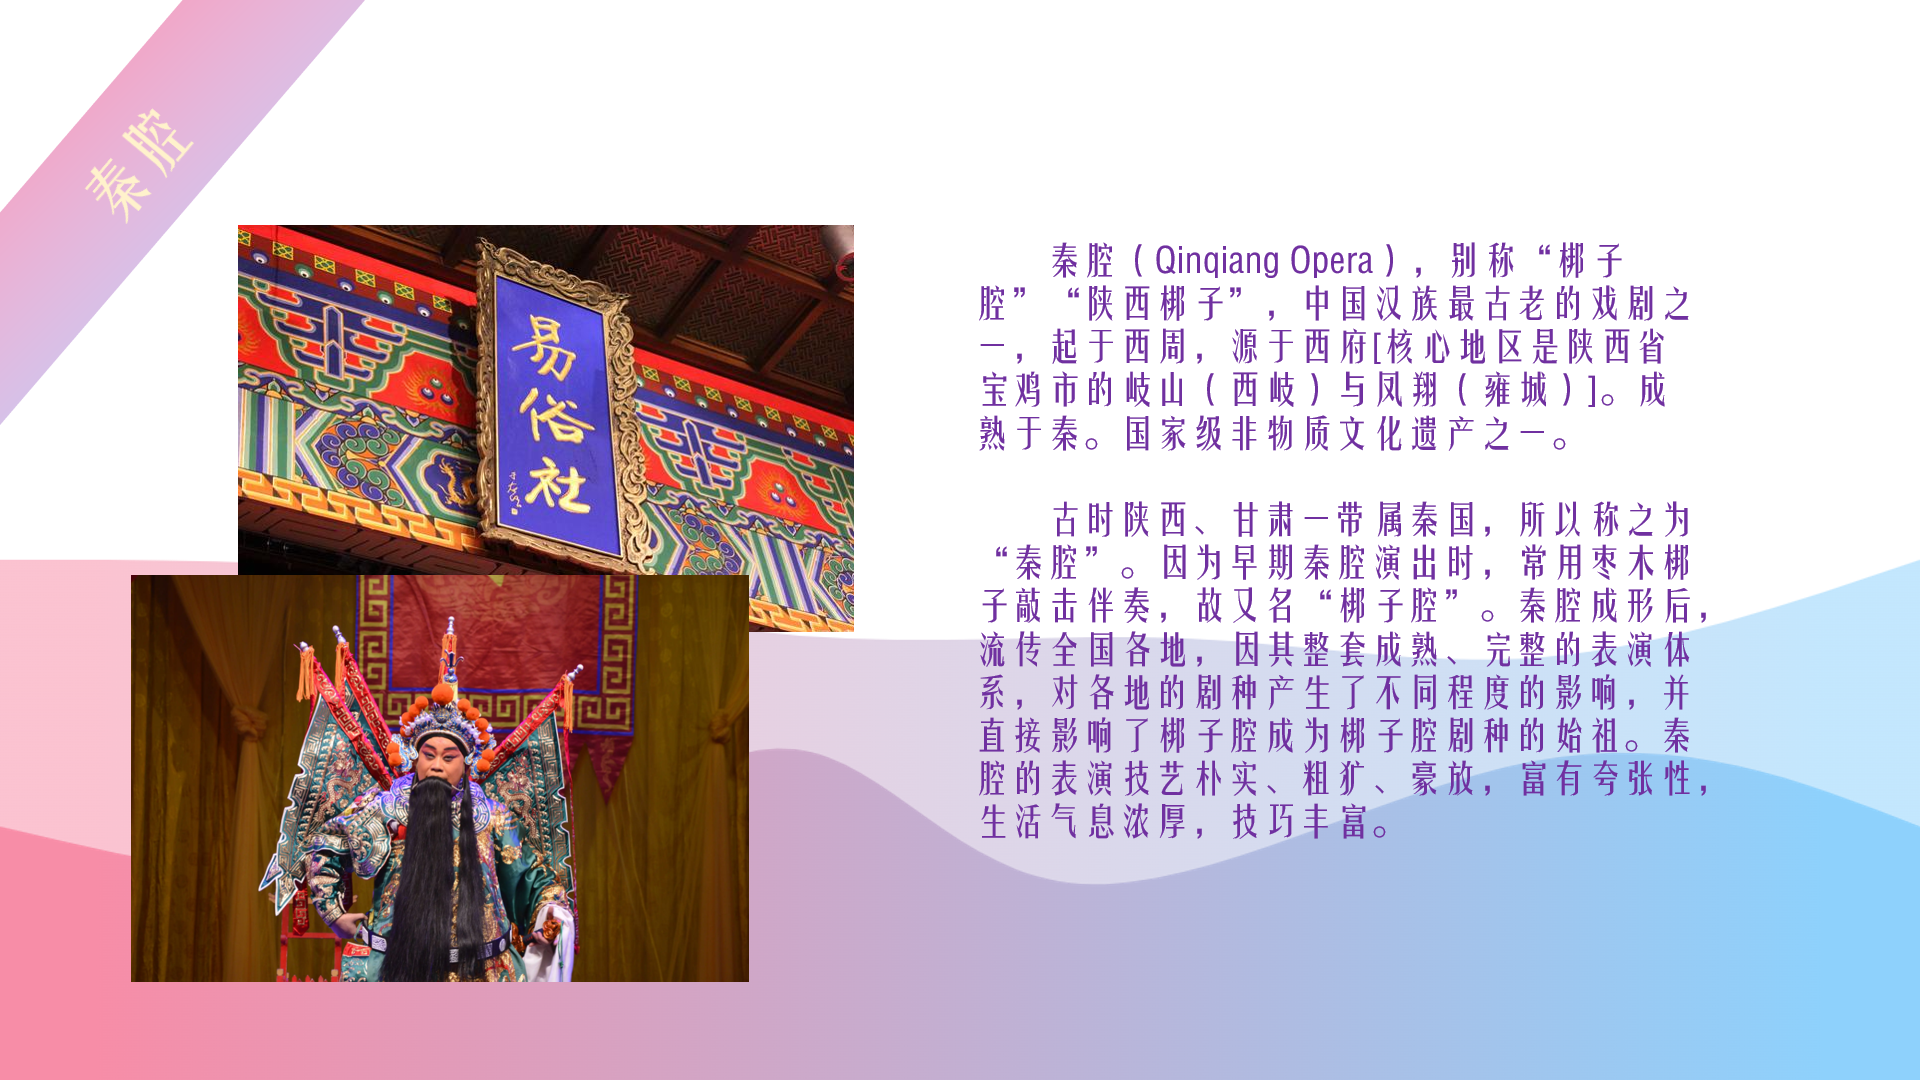 秦腔
易俗社
秦腔（Qinqiang Opera），别称“梆子
腔”“陕西梆子”，中国汉族最古老的戏剧之
一，起于西周，源于西府[核心地区是陕西省
宝鸡市的岐山（西岐）与凤翔（雍城）]。成
熟于秦。国家级非物质文化遗产之一。
古时陕西、甘肃一带属秦国，所以称之为
“秦腔”。因为早期秦腔演出时，常用枣木梆
子敲击伴奏，故又名“梆子腔”。秦腔成形后，
流传全国各地，因其整套成熟、完整的表演体
系，对各地的剧种产生了不同程度的影响，并
直接影响了梆子腔成为梆子腔剧种的始祖。秦
腔的表演技艺朴实、粗犷、豪放，富有夸张性，
生活气息浓厚，技巧丰富。